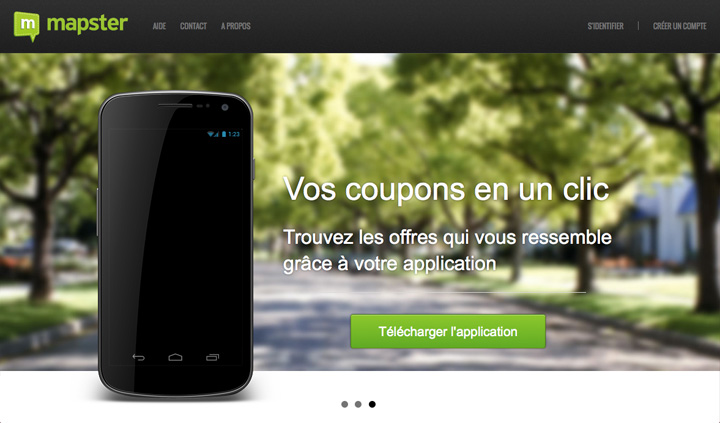 m mapster
AIDE CONTACT A PROPOS
S'IDENTIFIER | CRÉER UN COMPTE
1:23
Vos coupons en un clic
Trouvez les offres qui vous ressemble
grâce à votre application
Télécharger l'application